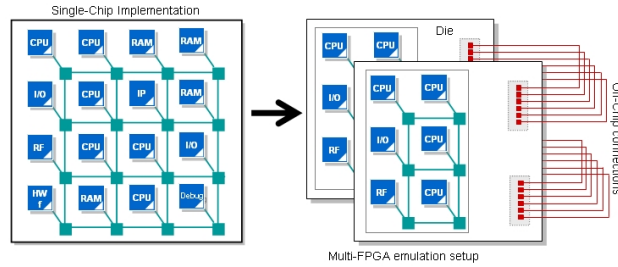 Single-Chip Implementation
CPU CPU RAM RAM
I/O CPU IP RAM
RF CPU CPU I/O
HW
r RAM CPU Debug
Die
CPU CPU
I/O
RF
CPU CPU
I/O CPU
RF CPU
Off-Chip connections
Multi-FPGA emulation setup